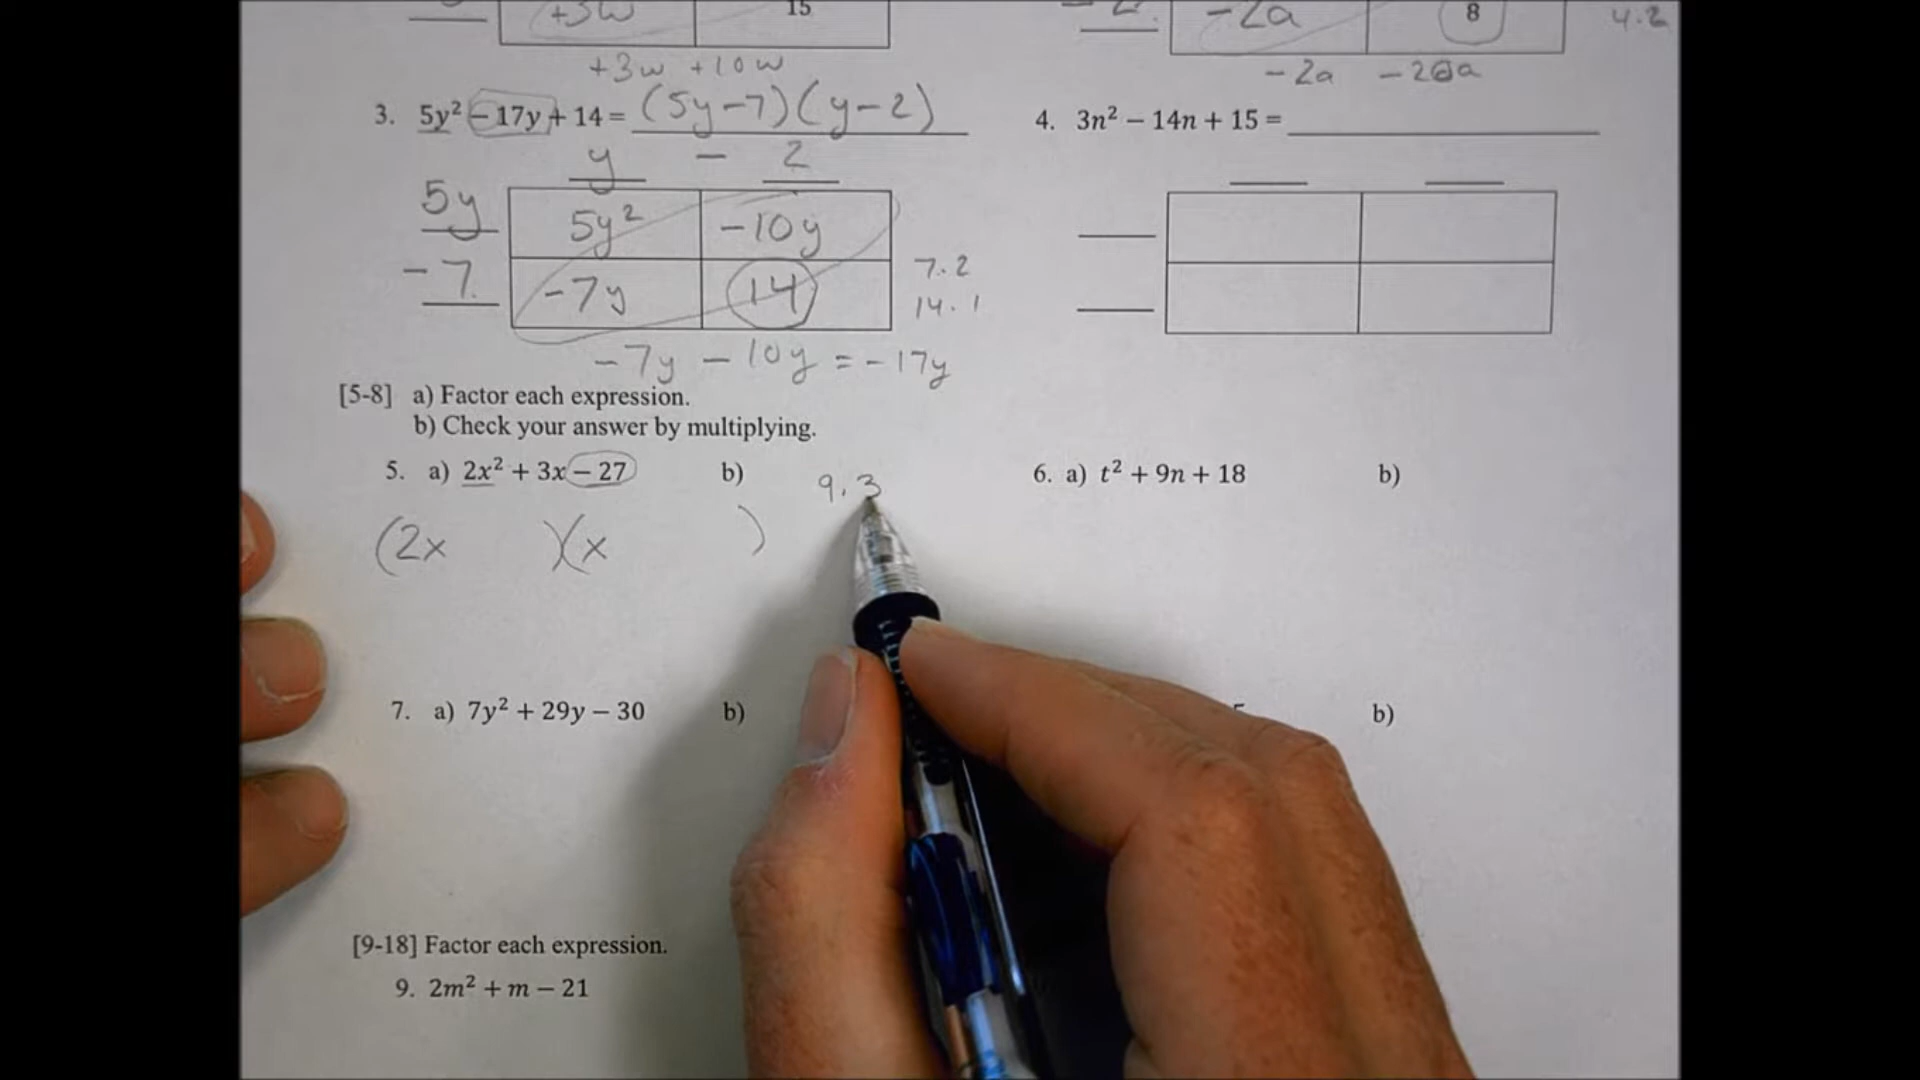 +3w 15
+3w +10w
-2a 8 4.2
-2a -20a
3. 5y² − 17y + 14 = (5y-7)(y-2)
y - 2
5y 5y² -10y
-7 -7y 14
7.2
14.1
-7y - 10y = -17y
4. 3n² − 14n + 15 =
[5-8] a) Factor each expression.
b) Check your answer by multiplying.
5. a) 2x² + 3x − 27 b) 9.3
(2x )(x )
6. a) t² + 9n + 18 b)
7. a) 7y² + 29y − 30 b)
b)
[9-18] Factor each expression.
9. 2m² + m − 21